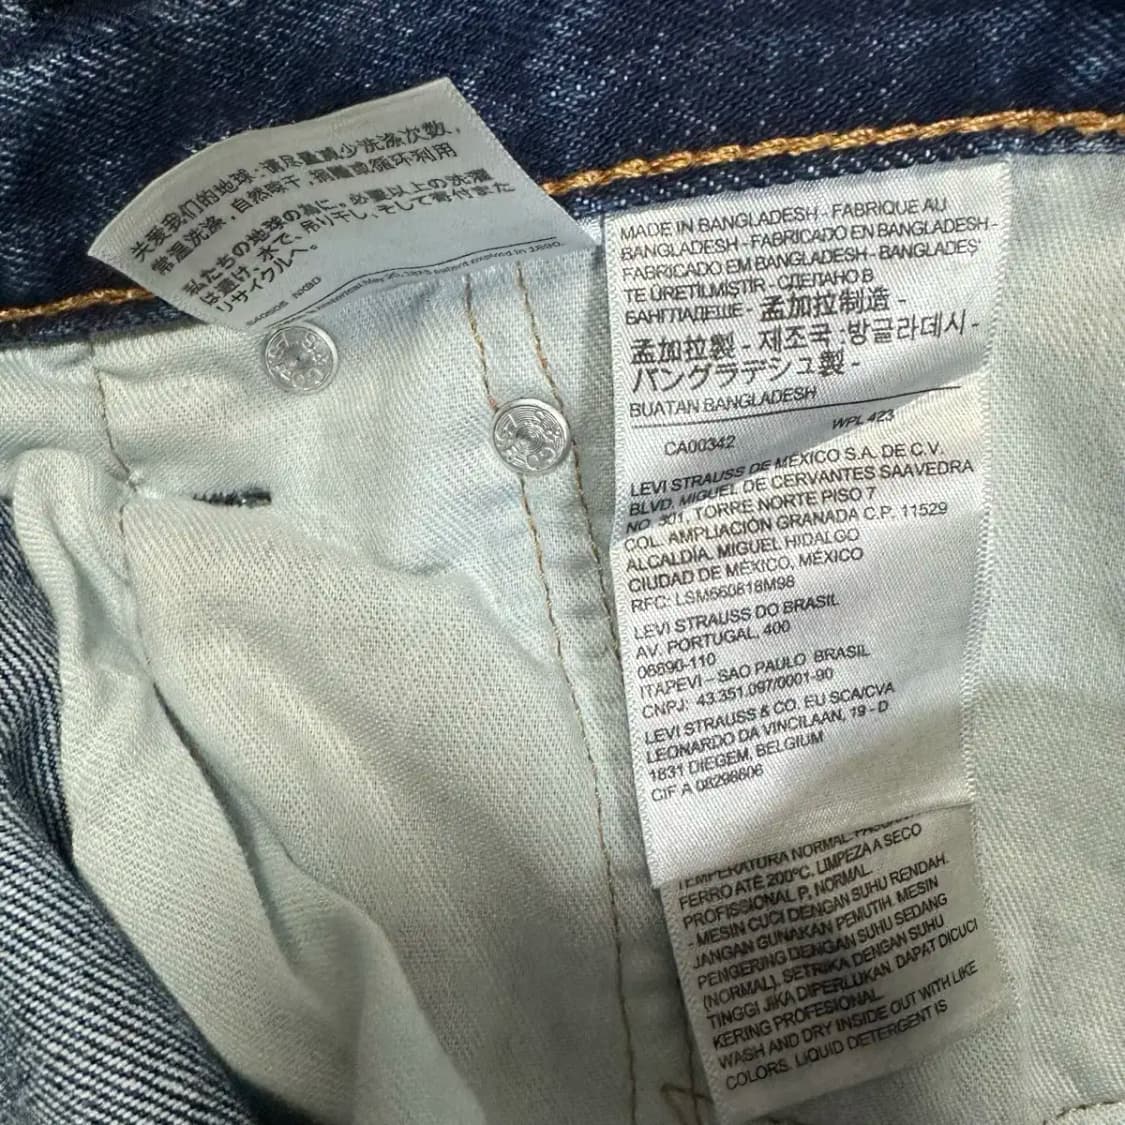 关爱我们的地球:请尽量减少洗涤次数,
常温洗涤,自然晾干,捐赠或循环利用
私たちの地球の為に。必要以上の洗濯
は避け、水で、吊り干し、そして寄付また
リサイクルへ。
MADE IN BANGLADESH - FABRIQUE AU
BANGLADESH - FABRICADO EN BANGLADESH -
FABRICADO EM BANGLADESH - BANGLADEŞ'
TE ÜRETİLMİŞTİR - СДЕЛАНО В
БАНГЛАДЕШЕ - 孟加拉制造 -
孟加拉製 - 제조국 :방글라데시 -
バングラデシュ製 -
BUATAN BANGLADESH
CA00342 WPL 423
LEVI STRAUSS DE MÉXICO S.A. DE C.V.
BLVD. MIGUEL DE CERVANTES SAAVEDRA
NO. 301, TORRE NORTE PISO 7
COL. AMPLIACIÓN GRANADA C.P. 11529
ALCALDÍA. MIGUEL HIDALGO
CIUDAD DE MÉXICO, MÉXICO
RFC: LSM660818M98
LEVI STRAUSS DO BRASIL
AV. PORTUGAL, 400
06690-110
ITAPEVI – SAO PAULO BRASIL
CNPJ: 43.351.097/0001-90
LEVI STRAUSS & CO. EU SCA/CVA
LEONARDO DA VINCILAAN, 19 - D
1831 DIEGEM, BELGIUM
CIF A 08298606
TEMPERATURA NORMAL.
FERRO ATÉ 200ºC. LIMPEZA A SECO
PROFISSIONAL P, NORMAL.
- MESIN CUCI DENGAN SUHU RENDAH.
JANGAN GUNAKAN PEMUTIH. MESIN
PENGERING DENGAN SUHU SEDANG
(NORMAL). SETRIKA DENGAN SUHU
TINGGI JIKA DIPERLUKAN. DAPAT DICUCI
KERING PROFESIONAL.
WASH AND DRY INSIDE OUT WITH LIKE
COLORS. LIQUID DETERGENT IS